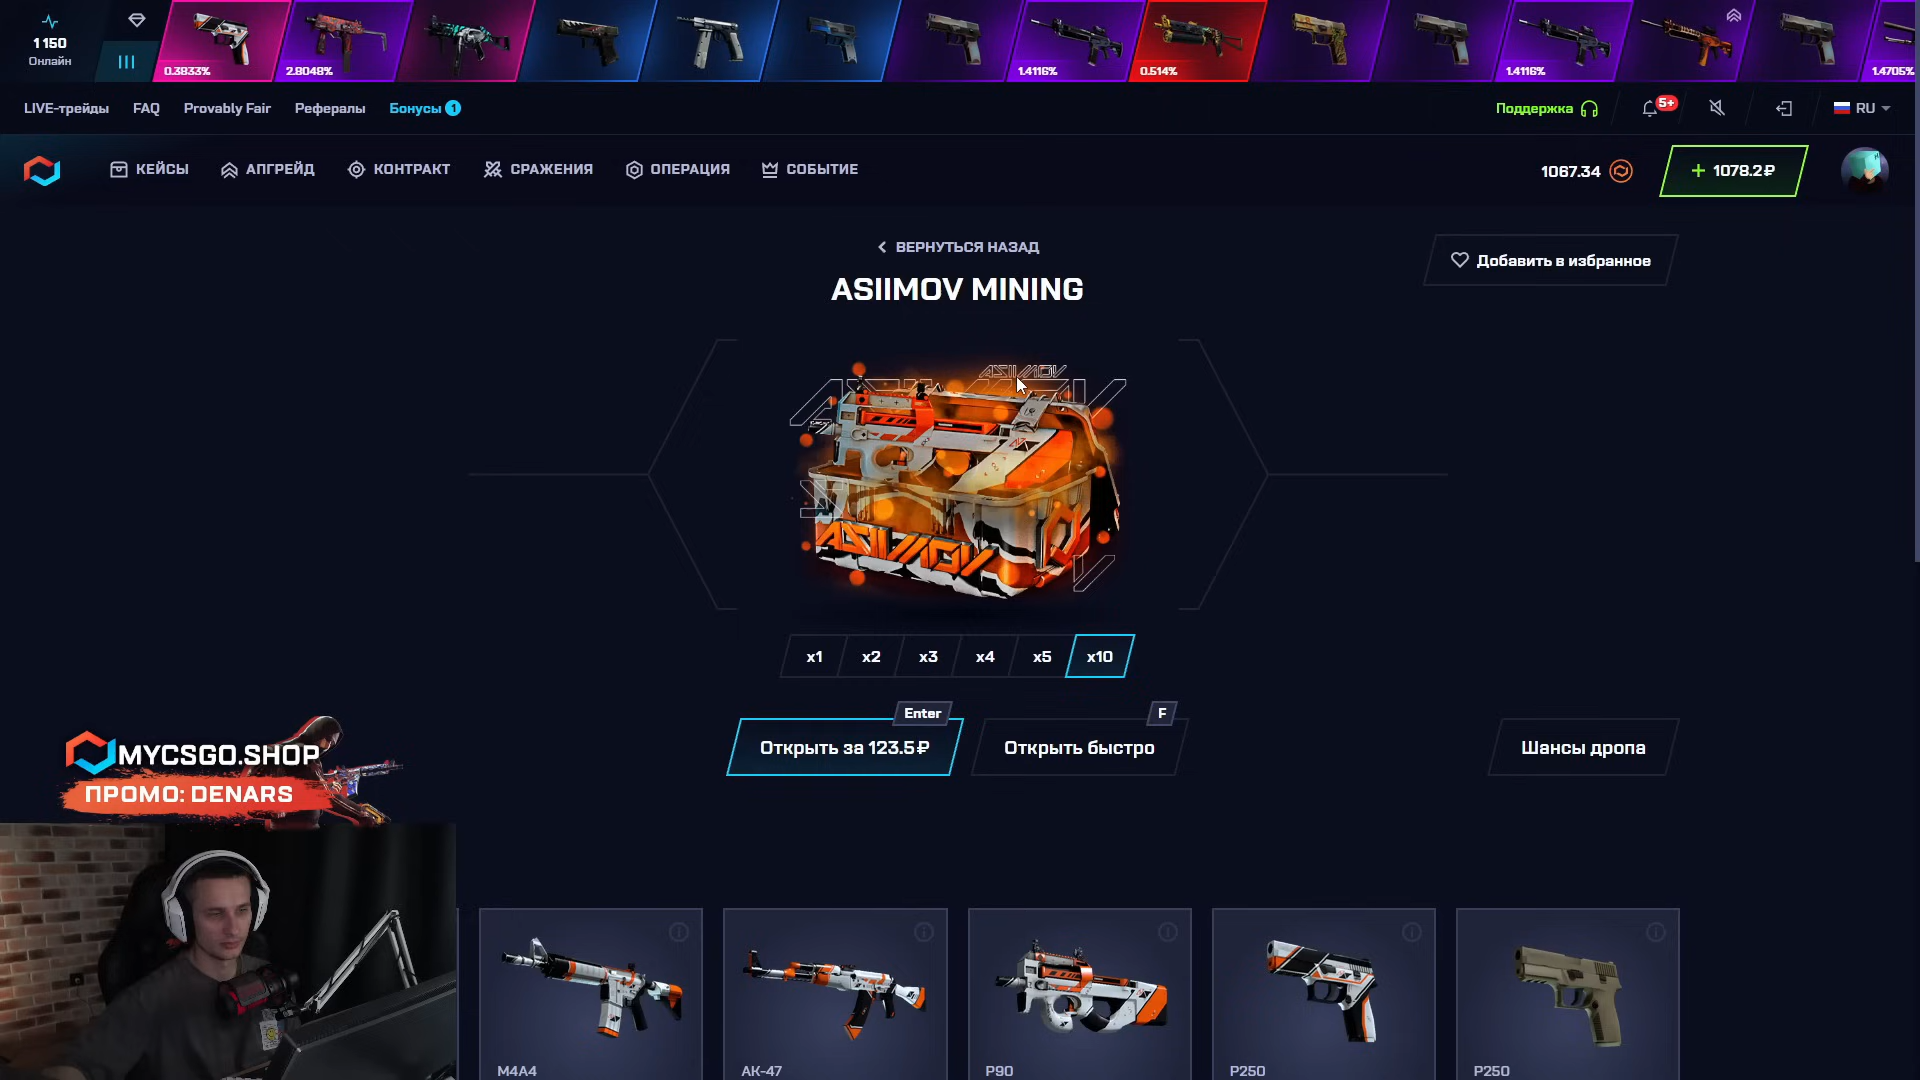 1 150
Онлайн
0.3833%
2.8048%
1.4116%
0.514%
1.4116%
1.4705%
LIVE-трейды
FAQ
Provably Fair
Рефералы
Бонусы 1
Поддержка
5+
RU
КЕЙСЫ
АПГРЕЙД
КОНТРАКТ
СРАЖЕНИЯ
ОПЕРАЦИЯ
СОБЫТИЕ
1067.34
+ 1078.2₽
ВЕРНУТЬСЯ НАЗАД
Добавить в избранное
ASIIMOV MINING
ASIIMOV
ASIIMOV
x1
x2
x3
x4
x5
x10
Enter
F
Открыть за 123.5₽
Открыть быстро
Шансы дропа
MYCSGO.SHOP
ПРОМО: DENARS
M4A4
AK-47
P90
P250
P250